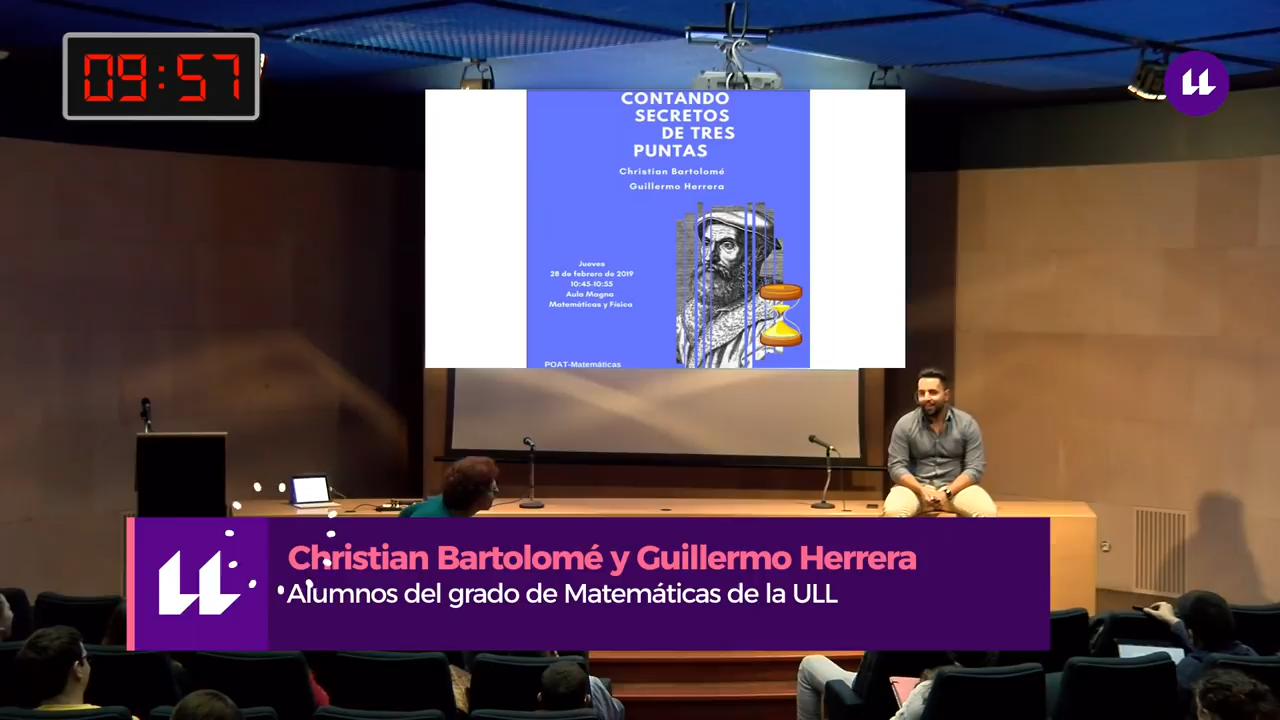 09:57
CONTANDO
SECRETOS
DE TRES
PUNTAS
Christian Bartolomé
Guillermo Herrera
Jueves
28 de febrero de 2019
10:45-10:55
Aula Magna
Matemáticas y Física
POAT-Matemáticas
Christian Bartolomé y Guillermo Herrera
Alumnos del grado de Matemáticas de la ULL